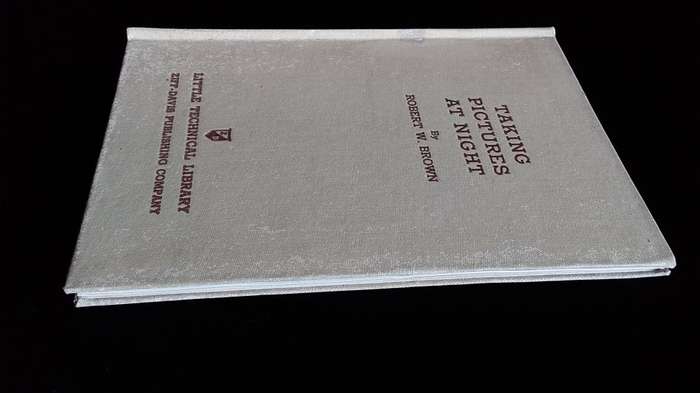 TAKING
PICTURES
AT NIGHT
By
ROBERT W. BROWN
LITTLE TECHNICAL LIBRARY
ZIFF-DAVIS PUBLISHING COMPANY